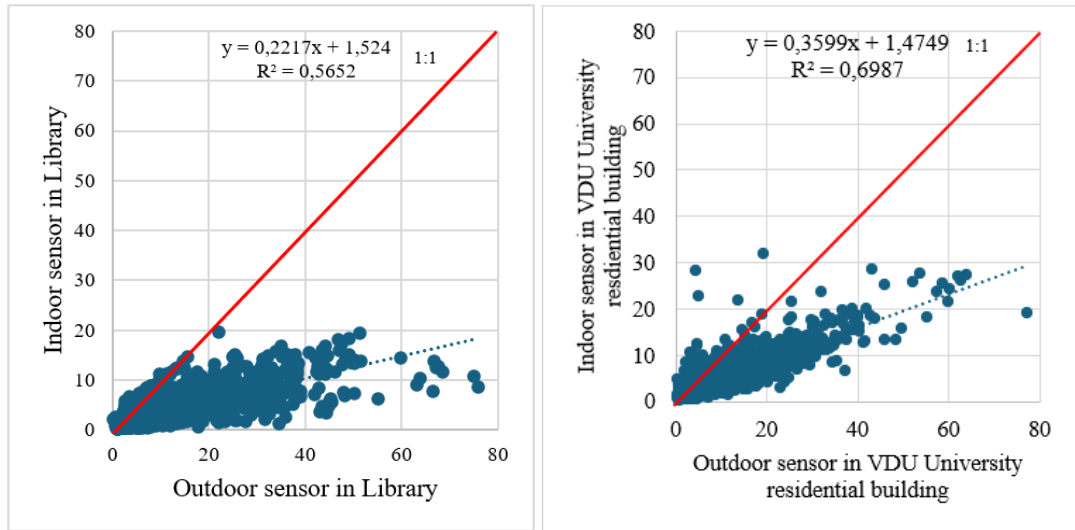 80
70
60
50
40
30
20
10
0
y = 0,2217x + 1,524
R² = 0,5652
1:1
Indoor sensor in Library
0 20 40 60 80
Outdoor sensor in Library
80
70
60
50
40
30
20
10
0
y = 0,3599x + 1,4749
R² = 0,6987
1:1
Indoor sensor in VDU University
resdiential building
0 20 40 60 80
Outdoor sensor in VDU University
residential building